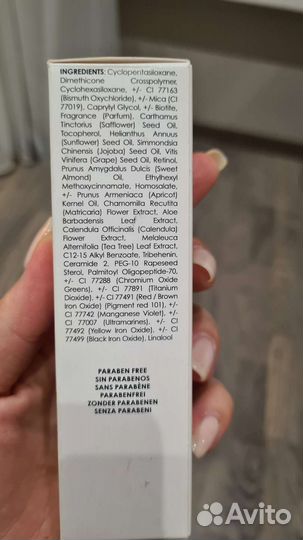 INGREDIENTS: Cyclopentasiloxane,
Dimethicone Crosspolymer,
Cyclohexasiloxane, +/- CI 77163
(Bismuth Oxychloride), +/- Mica (CI
77019), Caprylyl Glycol, +/- Biotite,
Fragrance (Parfum), Carthamus
Tinctorius (Safflower) Seed Oil,
Tocopherol, Helianthus Annuus
(Sunflower) Seed Oil, Simmondsia
Chinensis (Jojoba) Seed Oil, Vitis
Vinifera (Grape) Seed Oil, Retinol,
Prunus Amygdalus Dulcis (Sweet
Almond) Oil, Ethylhexyl
Methoxycinnamate, Homosalate,
+/- Prunus Armeniaca (Apricot)
Kernel Oil, Chamomilla Recutita
(Matricaria) Flower Extract, Aloe
Barbadensis Leaf Extract,
Calendula Officinalis (Calendula)
Flower Extract, Melaleuca
Alternifolia (Tea Tree) Leaf Extract,
C12-15 Alkyl Benzoate, Tribehenin,
Ceramide 2, PEG-10 Rapeseed
Sterol, Palmitoyl Oligopeptide-70,
+/- CI 77288 (Chromium Oxide
Greens), +/- CI 77891 (Titanium
Dioxide), +/- CI 77491 (Red / Brown
Iron Oxide) (Pigment red 101), +/-
CI 77742 (Manganese Violet), +/-
CI 77007 (Ultramarines), +/- CI
77492 (Yellow Iron Oxide), +/- CI
77499 (Black Iron Oxide), Linalool
PARABEN FREE
SIN PARABENOS
SANS PARABÈNE
PARABENFREI
ZONDER PARABENEN
SENZA PARABENI
Avito